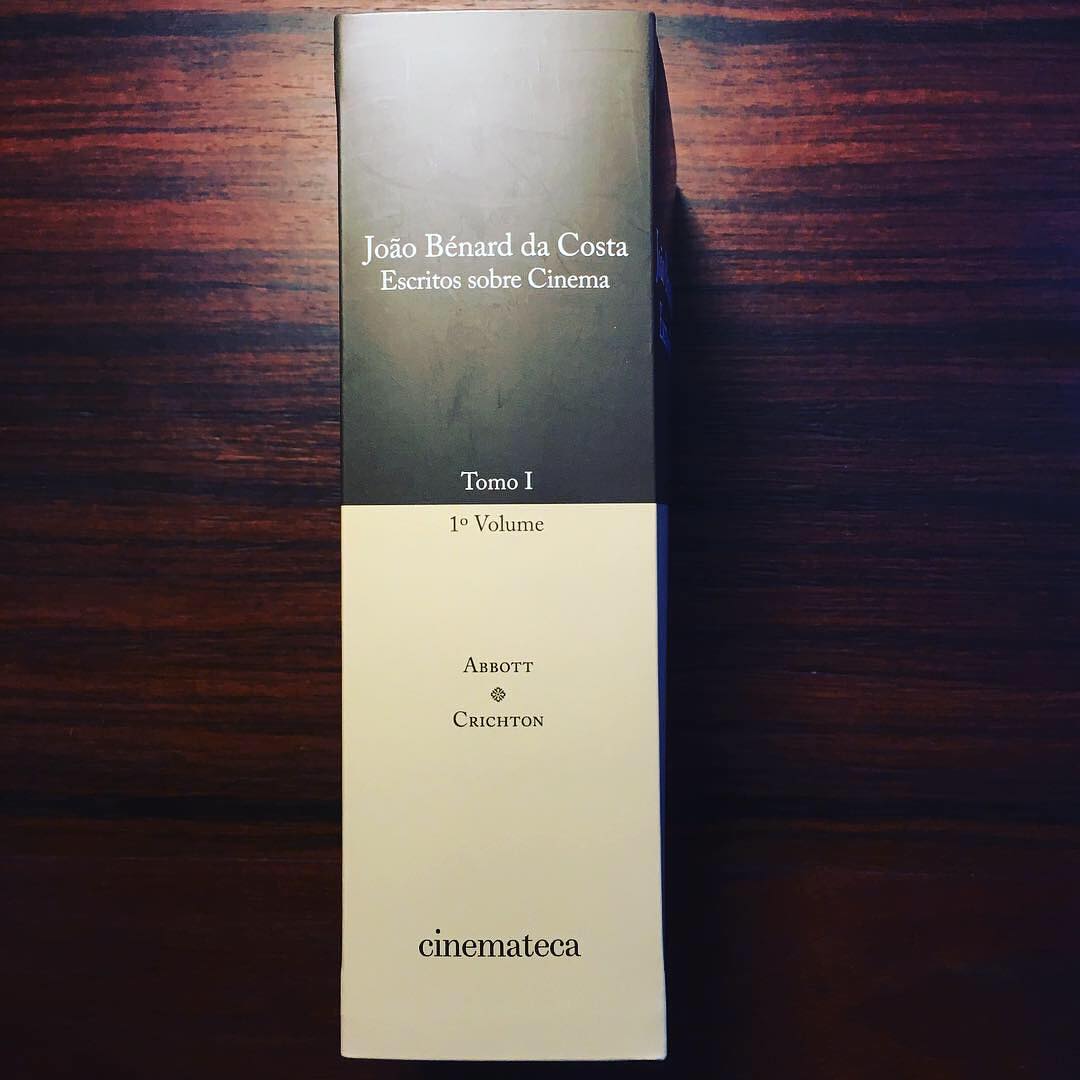 João Bénard da Costa
Escritos sobre Cinema
Tomo I
1º Volume
Abbott
Crichton
cinemateca